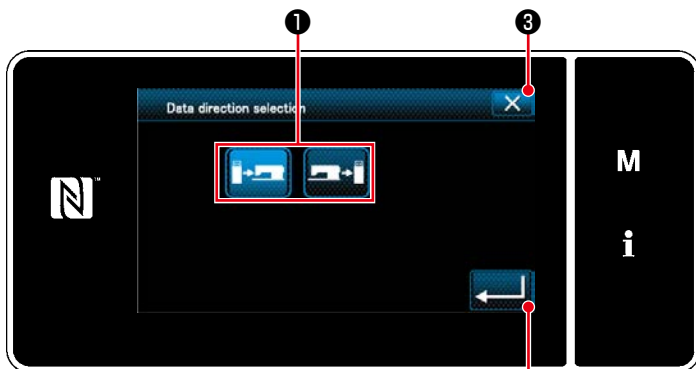 ❶ ❸
Data direction selection
M
i